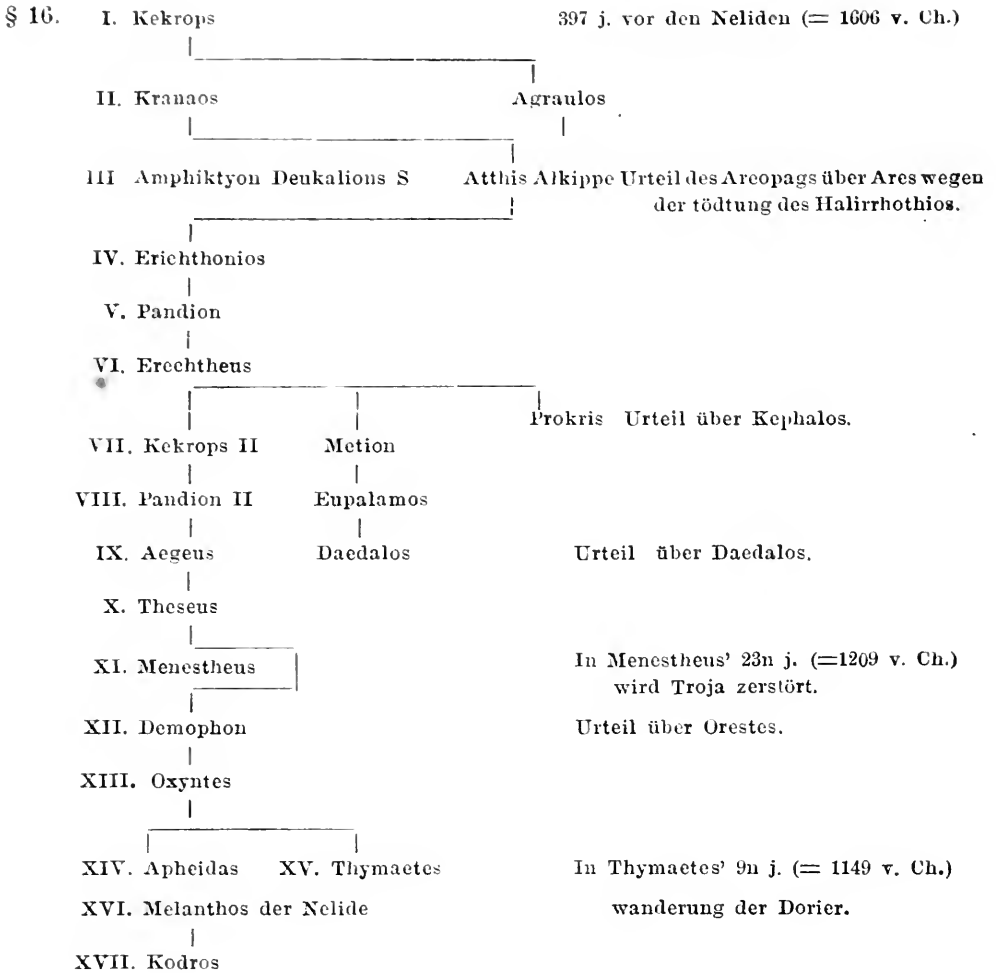 § 16. I. Kekrops 397 j. vor den Neliden (= 1606 v. Ch.)
II. Kranaos Agraulos
III Amphiktyon Deukalions S Atthis Alkippe Urteil des Areopags über Ares wegen
der tödtung des Halirrhothios.
IV. Erichthonios
V. Pandion
VI. Erechtheus
Prokris Urteil über Kephalos.
VII. Kekrops II Metion
VIII. Pandion II Eupalamos
IX. Aegeus Daedalos Urteil über Daedalos.
X. Theseus
XI. Menestheus In Menestheus' 23n j. (=1209 v. Ch.)
wird Troja zerstört.
XII. Demophon Urteil über Orestes.
XIII. Oxyntes
XIV. Apheidas XV. Thymaetes In Thymaetes' 9n j. (= 1149 v. Ch.)
XVI. Melanthos der Nelide wanderung der Dorier.
XVII. Kodros